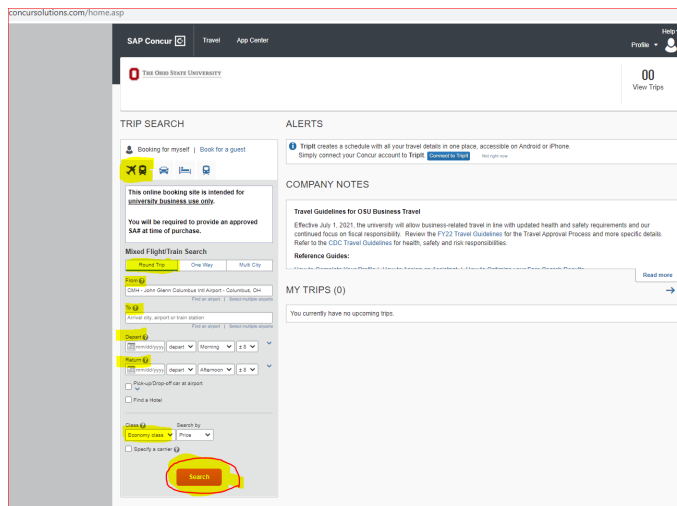 concursolutions.com/home.asp
Help
SAP Concur C Travel App Center
Profile
THE OHIO STATE UNIVERSITY
00
View Trips
TRIP SEARCH
Booking for myself | Book for a guest
This online booking site is intended for
university business use only.
You will be required to provide an approved
SA# at time of purchase.
Mixed Flight/Train Search
Round Trip One Way Multi City
From ?
CMH - John Glenn Columbus Intl Airport - Columbus, OH
Find an airport | Select multiple airports
To ?
Arrival city, airport or train station
Find an airport | Select multiple airports
Depart ?
mm/dd/yyyy depart Morning ± 8
Return ?
mm/dd/yyyy depart Afternoon ± 8
Pick-up/Drop-off car at airport
Find a Hotel
Class ? Search by
Economy class Price
Specify a carrier ?
Search
ALERTS
TripIt creates a schedule with all your travel details in one place, accessible on Android or iPhone.
Simply connect your Concur account to TripIt. Connect to TripIt Not right now
COMPANY NOTES
Travel Guidelines for OSU Business Travel
Effective July 1, 2021, the university will allow business-related travel in line with updated health and safety requirements and our
continued focus on fiscal responsibility. Review the FY22 Travel Guidelines for the Travel Approval Process and more specific details.
Refer to the CDC Travel Guidelines for health, safety and risk responsibilities.
Reference Guides:
Read more
MY TRIPS (0)
You currently have no upcoming trips.